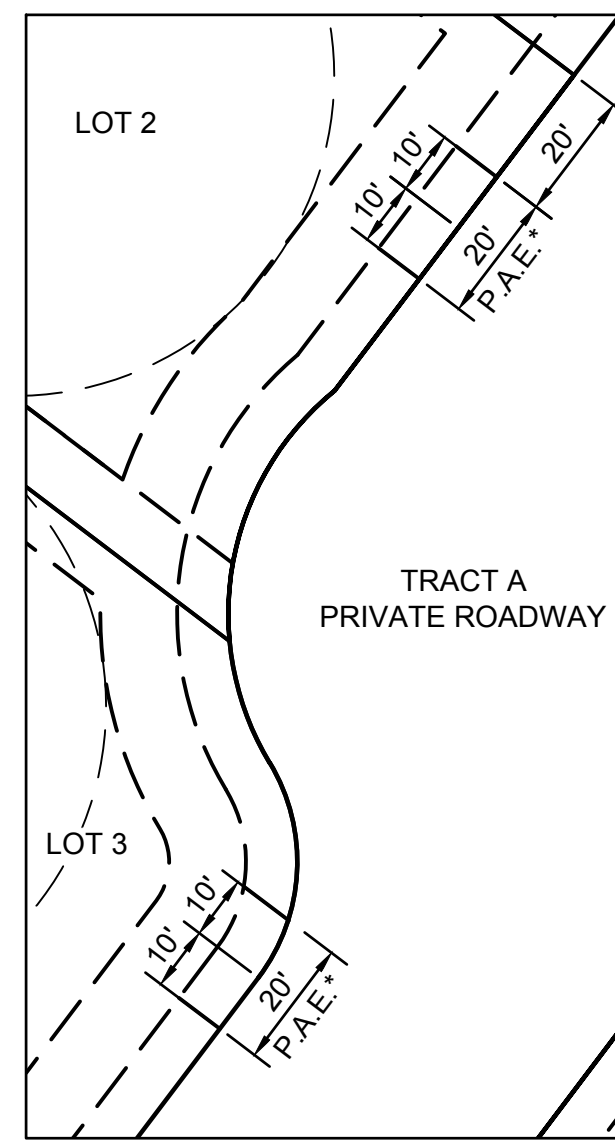 LOT 2
10'
10'
20'
20'
P.A.E.*
TRACT A
PRIVATE ROADWAY
LOT 3
10'
10'
20'
P.A.E.*